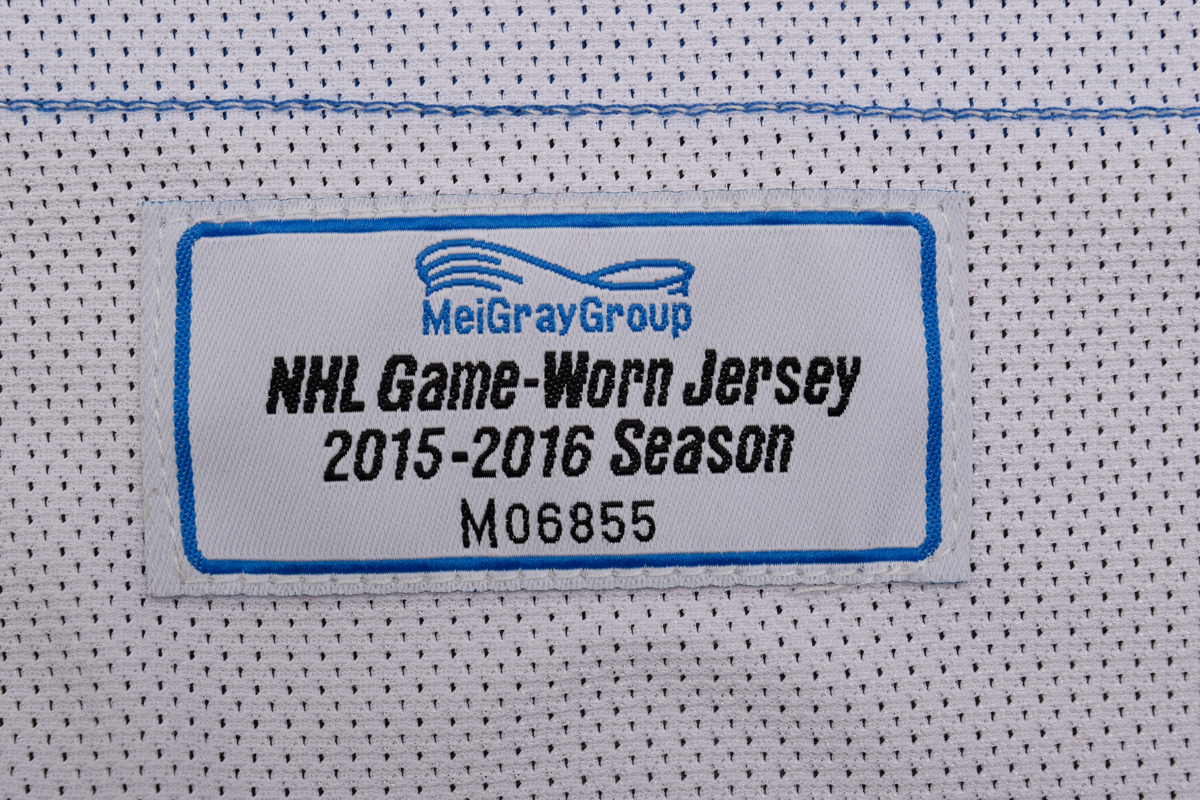 MeiGrayGroup
NHL Game-Worn Jersey
2015-2016 Season
M06855